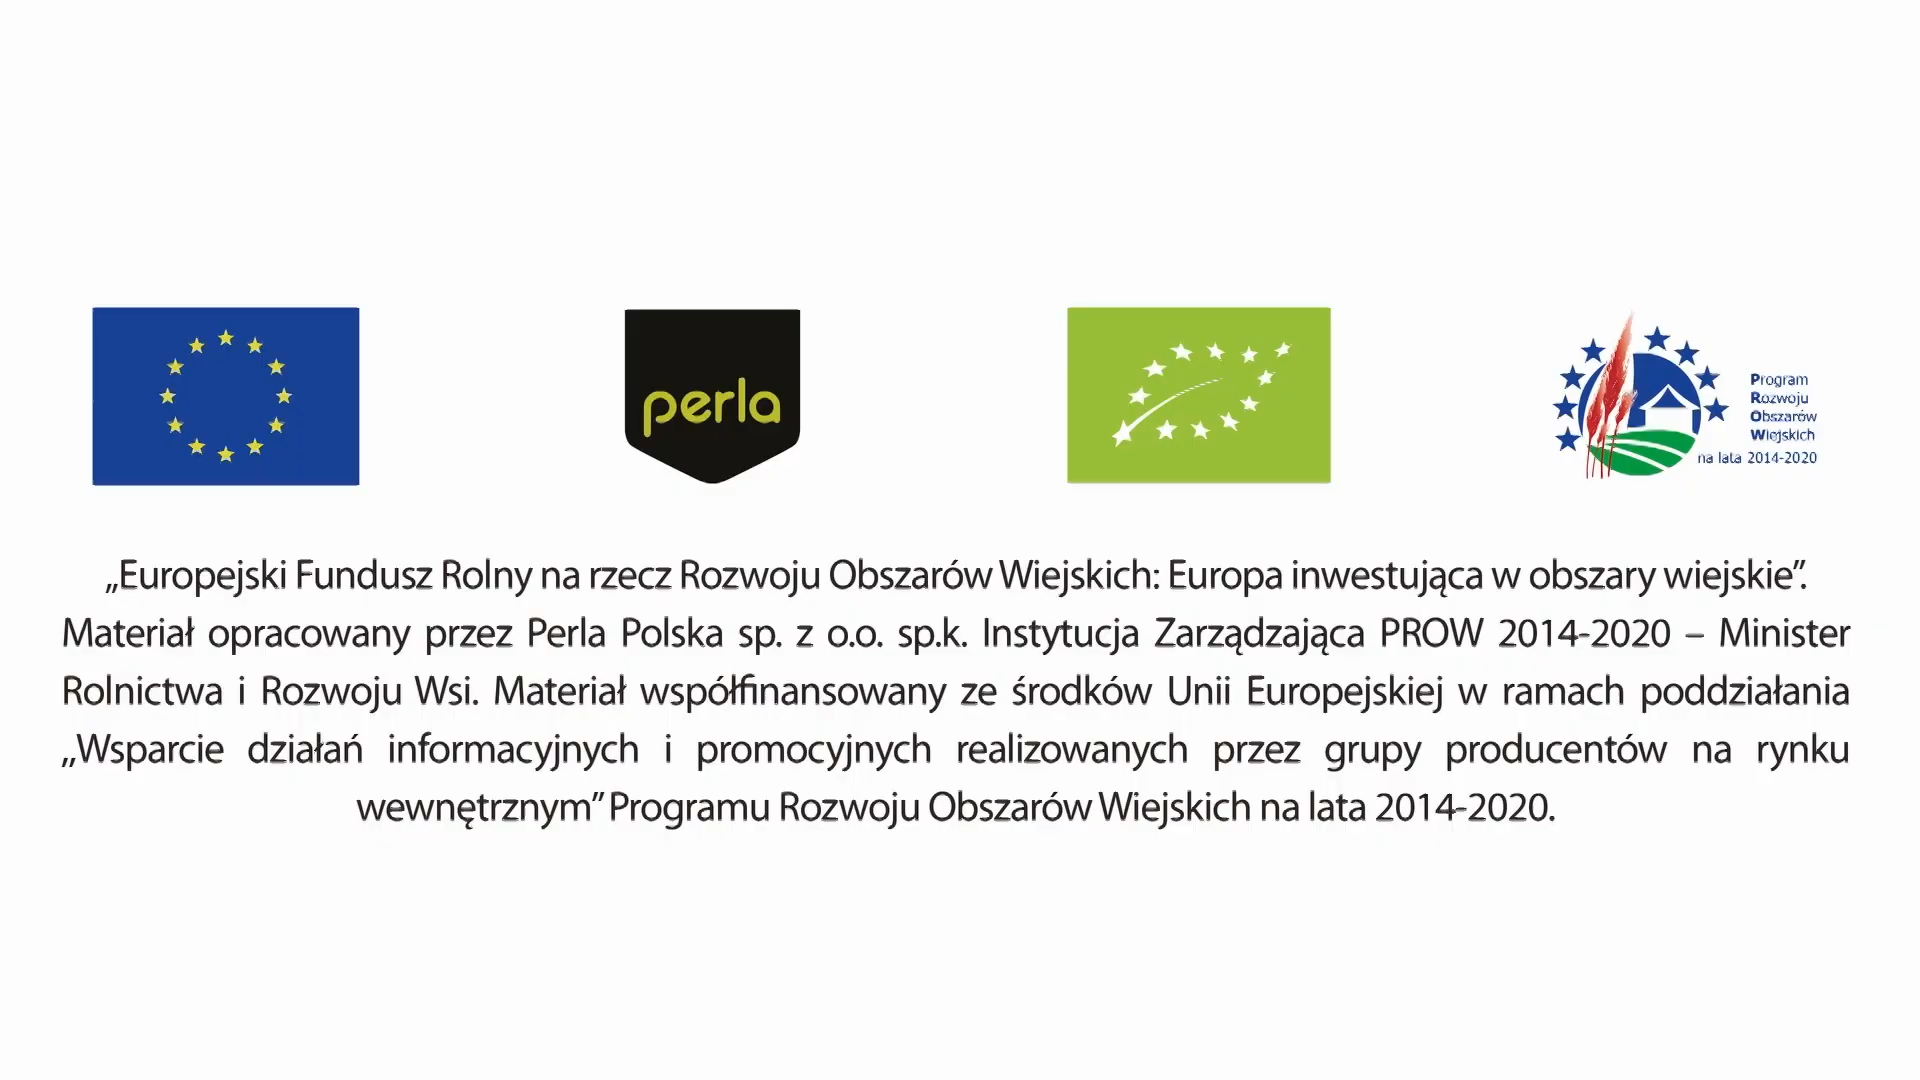 perla
Program
Rozwoju
Obszarów
Wiejskich
na lata 2014-2020
„Europejski Fundusz Rolny na rzecz Rozwoju Obszarów Wiejskich: Europa inwestująca w obszary wiejskie”.
Materiał opracowany przez Perla Polska sp. z o.o. sp.k. Instytucja Zarządzająca PROW 2014-2020 – Minister
Rolnictwa i Rozwoju Wsi. Materiał współfinansowany ze środków Unii Europejskiej w ramach poddziałania
„Wsparcie działań informacyjnych i promocyjnych realizowanych przez grupy producentów na rynku
wewnętrznym” Programu Rozwoju Obszarów Wiejskich na lata 2014-2020.